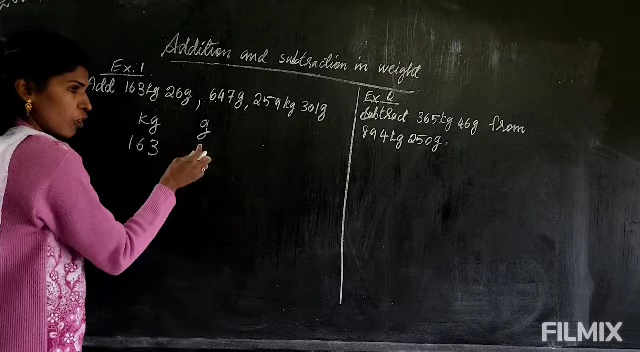 Addition and subtraction in weight
Ex.1
Add 163kg 26g, 647g, 259kg 301g
kg g
163
Ex.2
Subtract 365kg 46g from
894kg 250g.
FILMIX